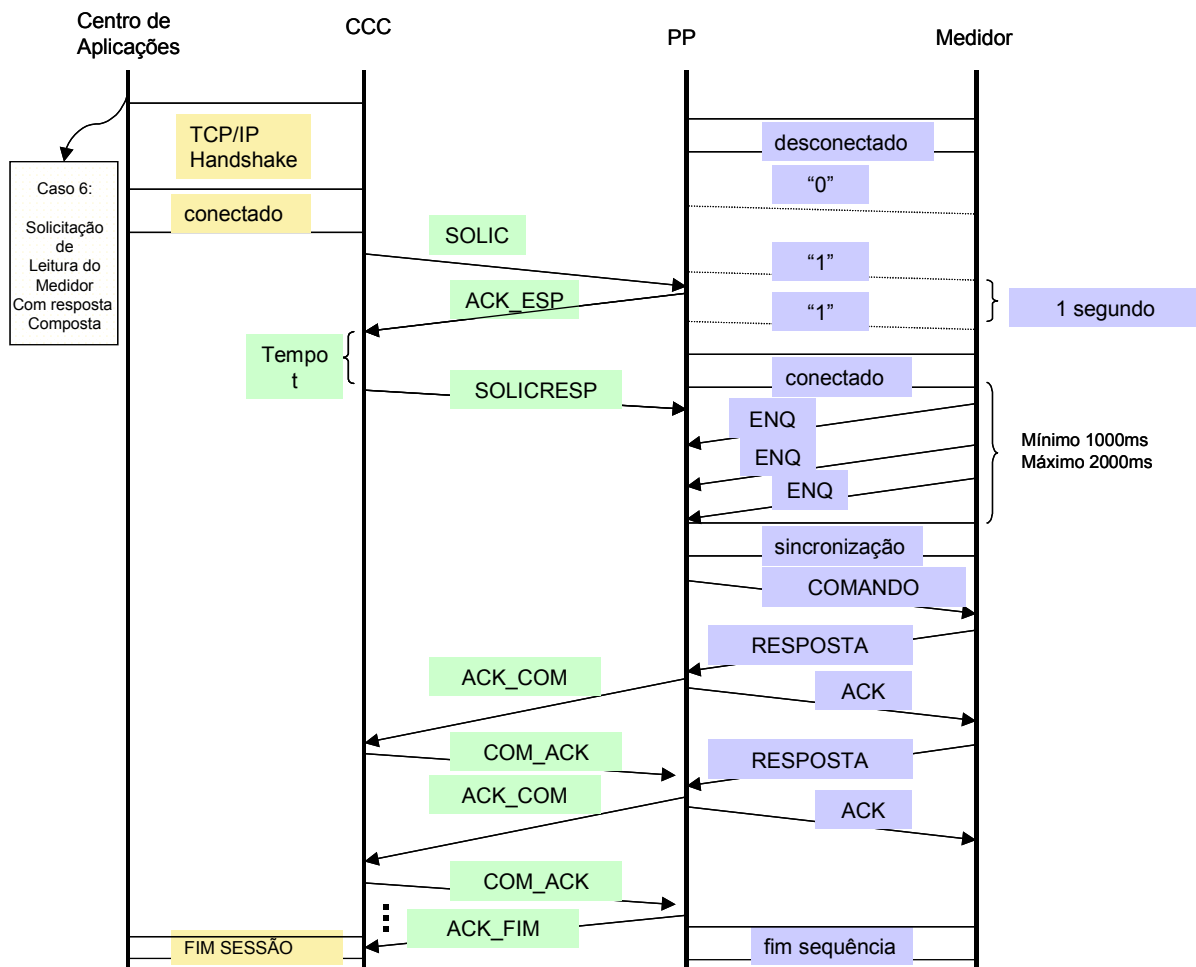 Centro de
Aplicações
CCC
PP
Medidor
TCP/IP
Handshake
desconectado
Caso 6:
Solicitação
de
Leitura do
Medidor
Com resposta
Composta
“0”
conectado
SOLIC
“1”
ACK_ESP
“1”
1 segundo
Tempo
t
conectado
SOLICRESP
ENQ
Mínimo 1000ms
Máximo 2000ms
ENQ
ENQ
sincronização
COMANDO
RESPOSTA
ACK_COM
ACK
COM_ACK
RESPOSTA
ACK_COM
ACK
COM_ACK
ACK_FIM
FIM SESSÃO
fim sequência